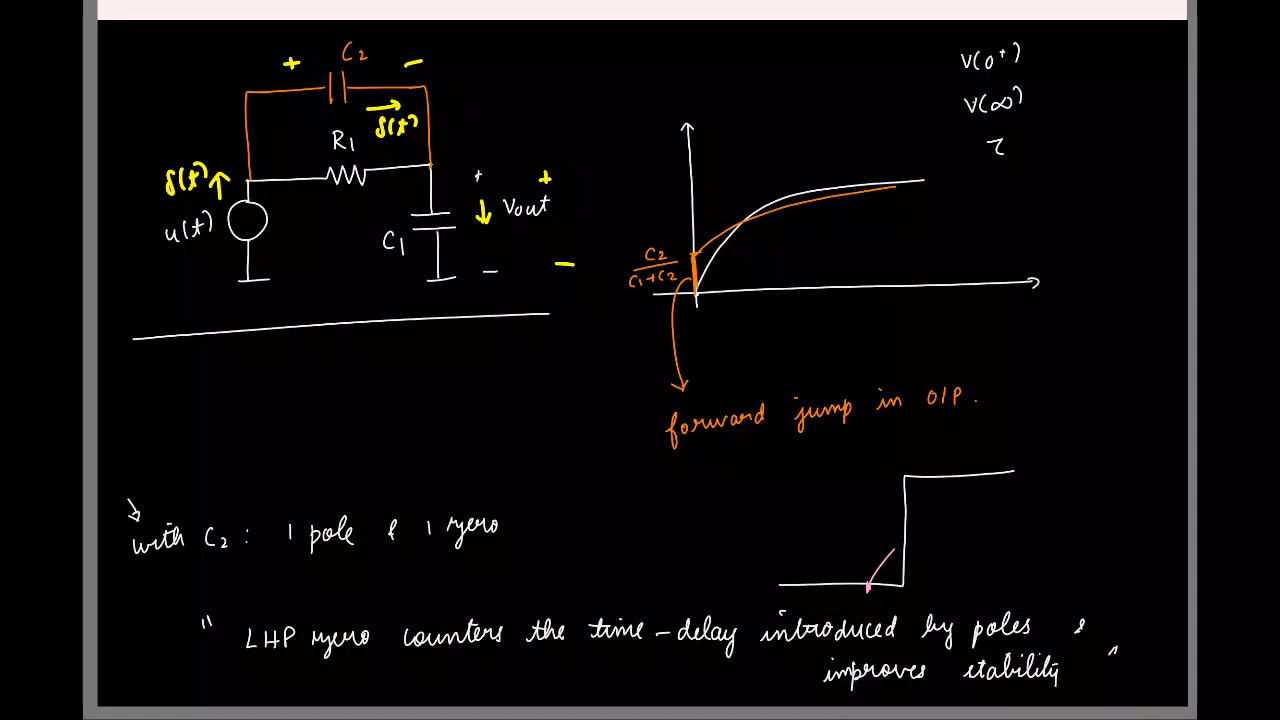 C2
+ -
δ(t)
R1
δ(t)
u(t)
+ +
Vout
C1
- -
V(0+)
V(∞)
τ
C2
C1+C2
forward jump in O/P.
with C2 : 1 pole & 1 zero
" LHP zero counters the time-delay introduced by poles &
improves stability "